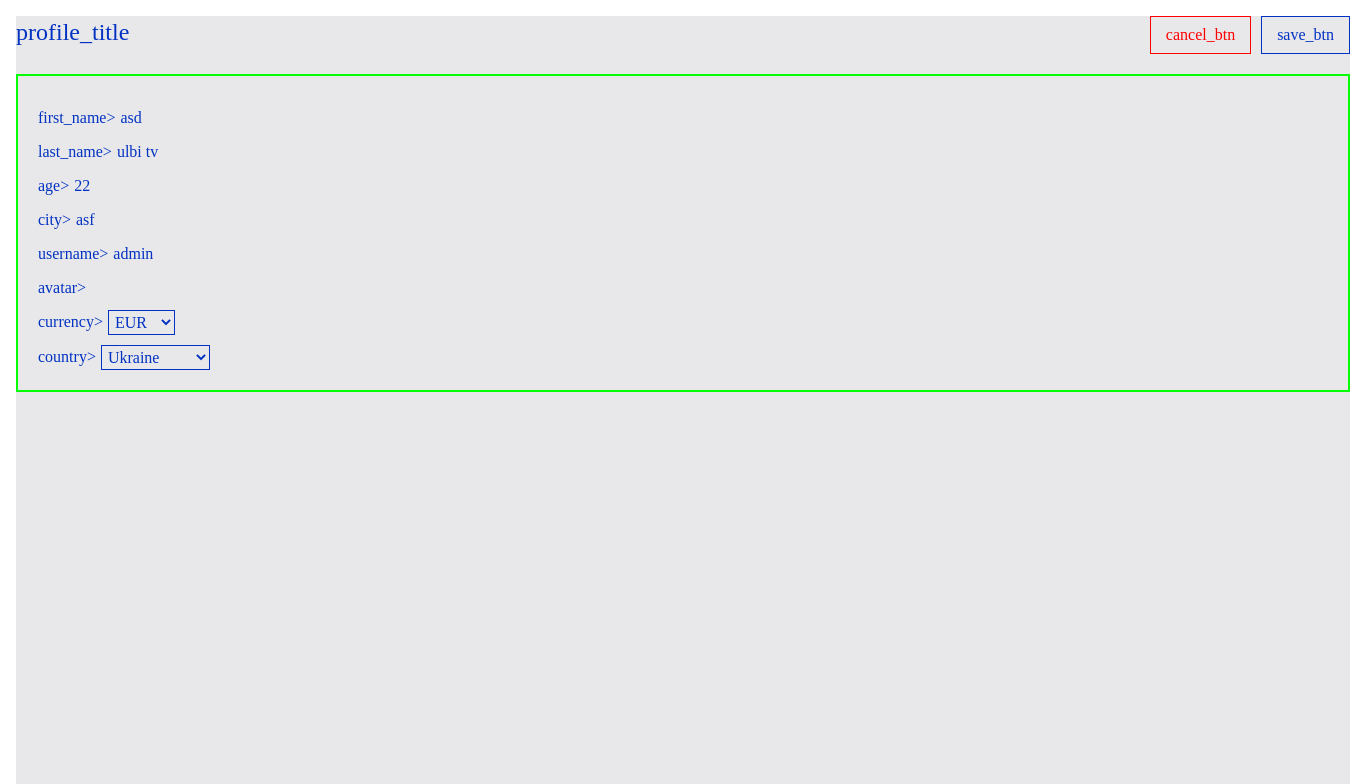 profile_title
cancel_btn save_btn
first_name> asd
last_name> ulbi tv
age> 22
city> asf
username> admin
avatar>
currency> EUR
country> Ukraine